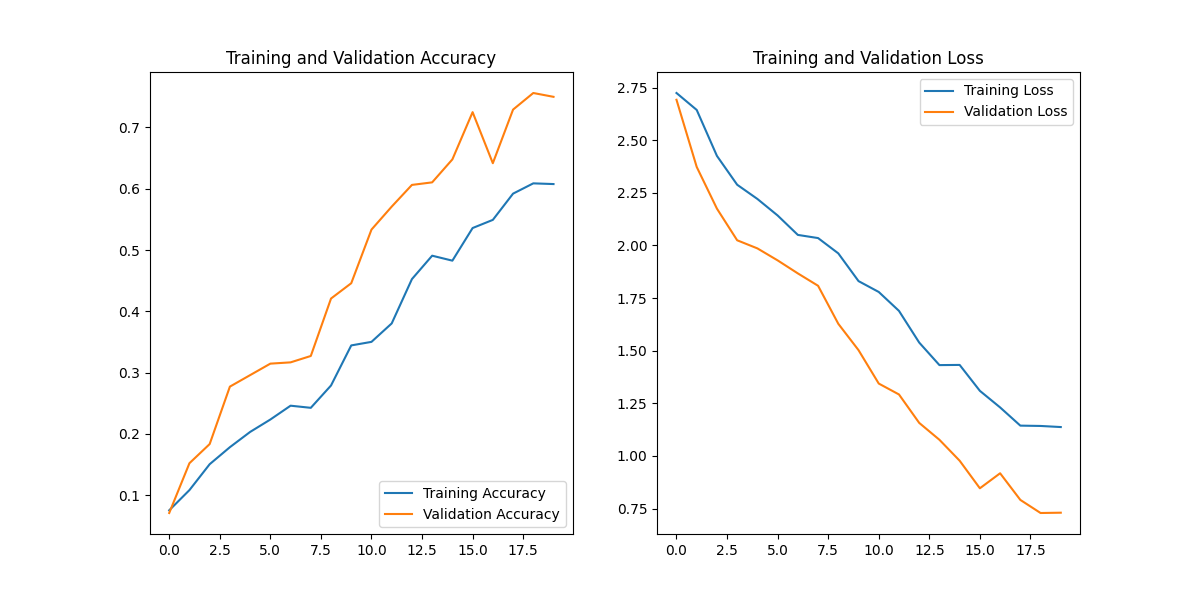 Training and Validation Accuracy
0.7
0.6
0.5
0.4
0.3
0.2
0.1
0.0 2.5 5.0 7.5 10.0 12.5 15.0 17.5
Training Accuracy
Validation Accuracy
Training and Validation Loss
2.75
2.50
2.25
2.00
1.75
1.50
1.25
1.00
0.75
0.0 2.5 5.0 7.5 10.0 12.5 15.0 17.5
Training Loss
Validation Loss